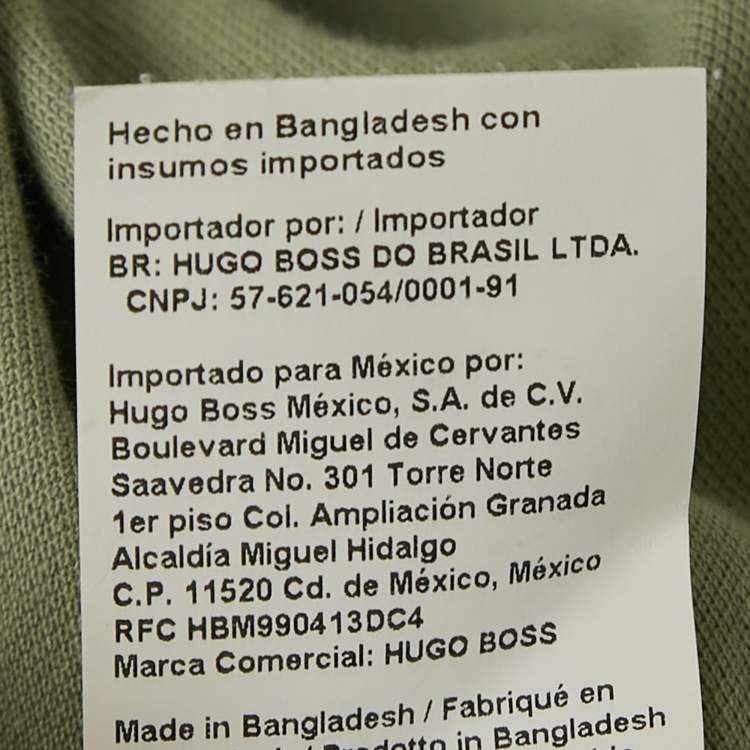 Hecho en Bangladesh con
insumos importados
Importador por: / Importador
BR: HUGO BOSS DO BRASIL LTDA.
CNPJ: 57-621-054/0001-91
Importado para México por:
Hugo Boss México, S.A. de C.V.
Boulevard Miguel de Cervantes
Saavedra No. 301 Torre Norte
1er piso Col. Ampliación Granada
Alcaldía Miguel Hidalgo
C.P. 11520 Cd. de México, México
RFC HBM990413DC4
Marca Comercial: HUGO BOSS
Made in Bangladesh / Fabriqué en
/ Prodotto in Bangladesh